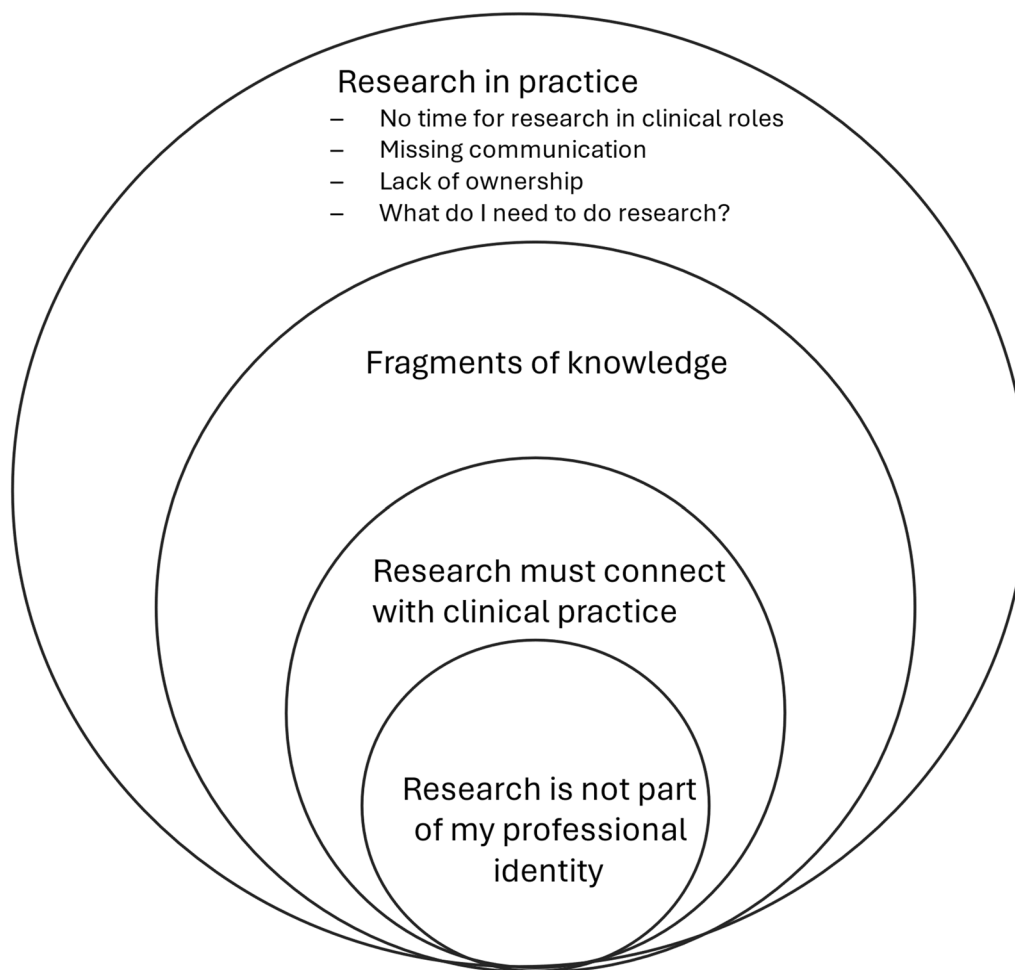 Research in practice
– No time for research in clinical roles
– Missing communication
– Lack of ownership
– What do I need to do research?
Fragments of knowledge
Research must connect
with clinical practice
Research is not part
of my professional
identity